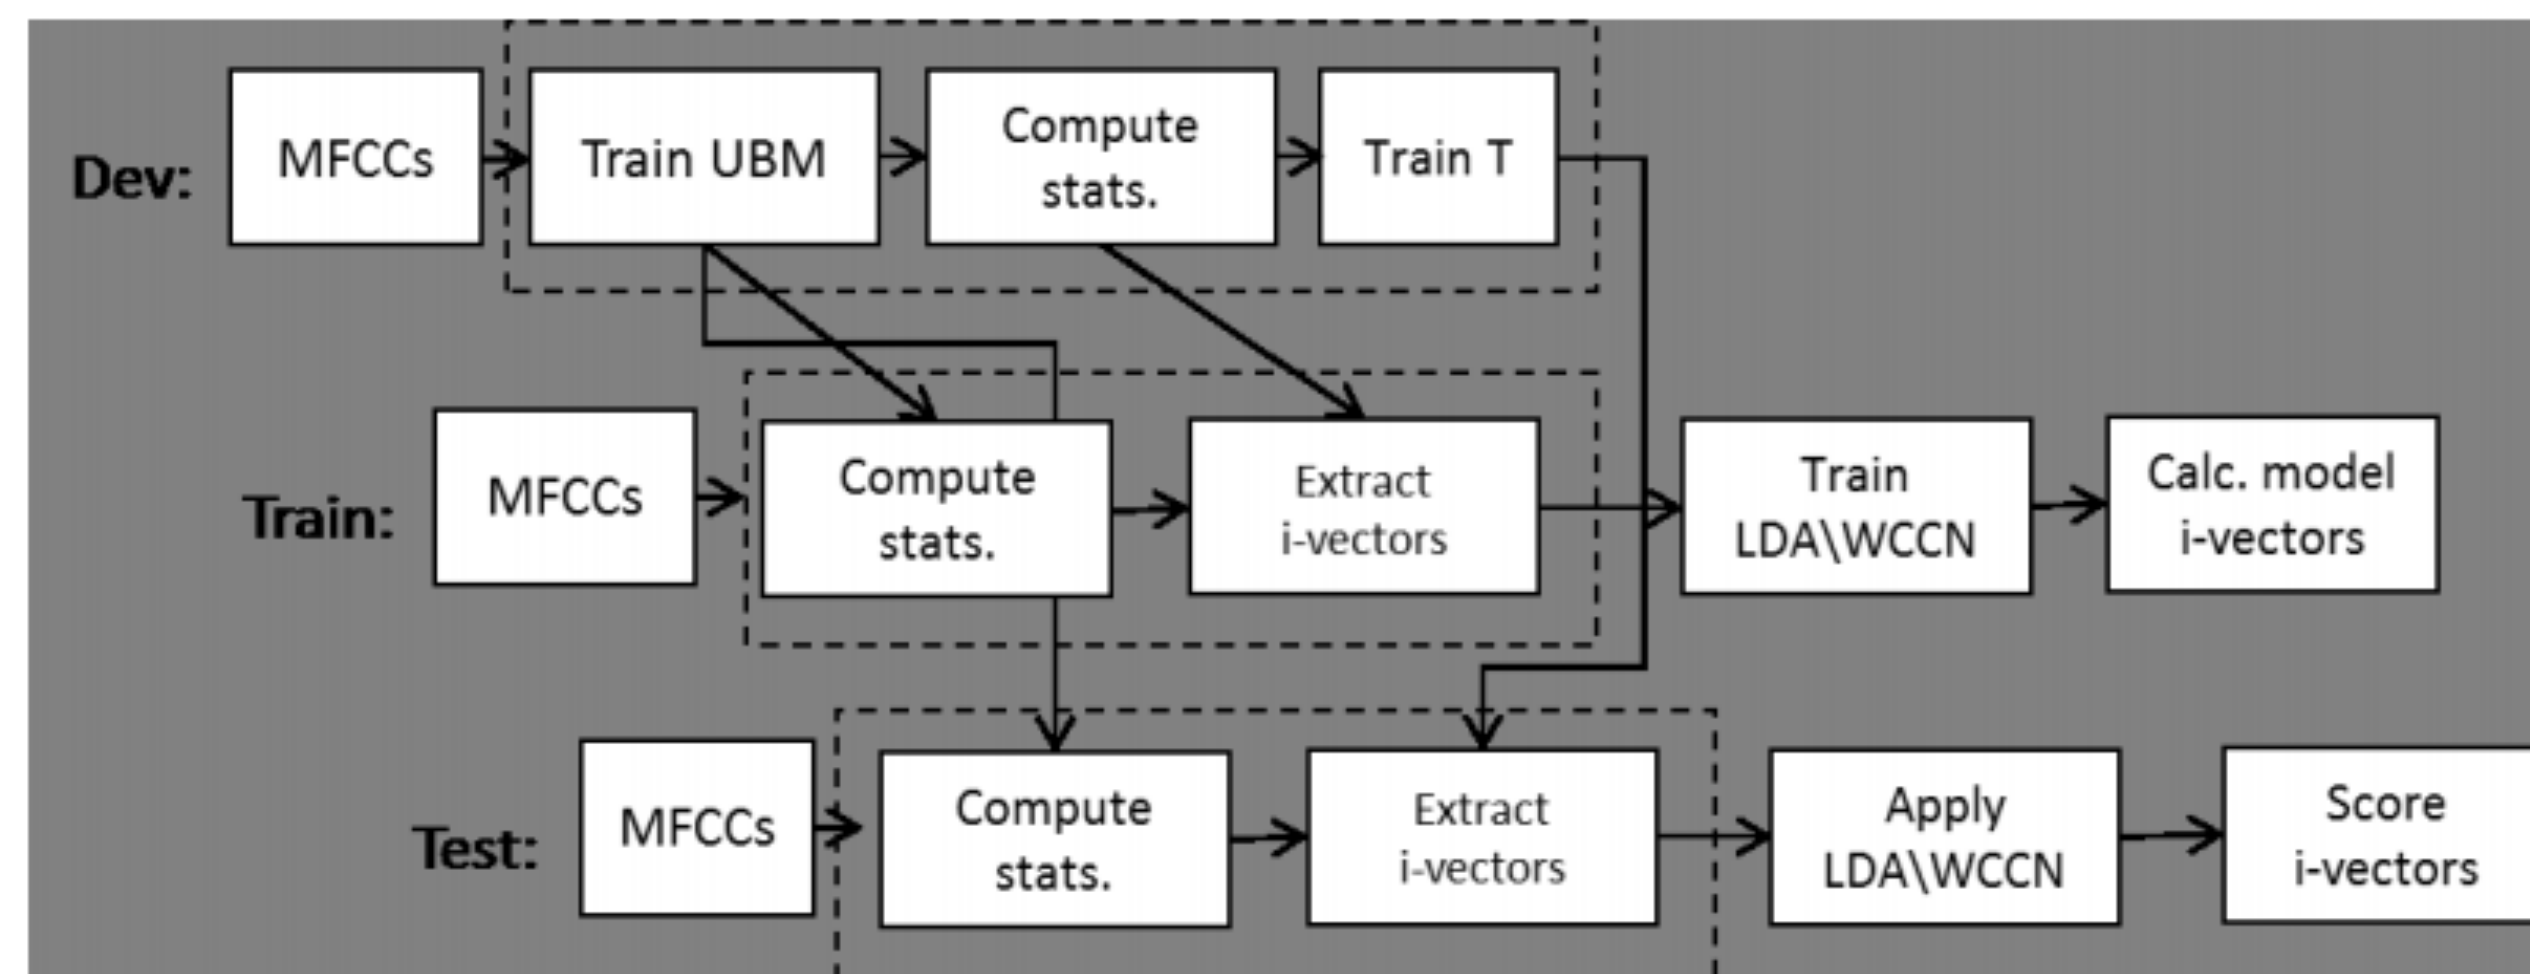 Dev:
MFCCs
Train UBM
Compute
stats.
Train T
Train:
MFCCs
Compute
stats.
Extract
i-vectors
Train
LDA\WCCN
Calc. model
i-vectors
Test:
MFCCs
Compute
stats.
Extract
i-vectors
Apply
LDA\WCCN
Score
i-vectors